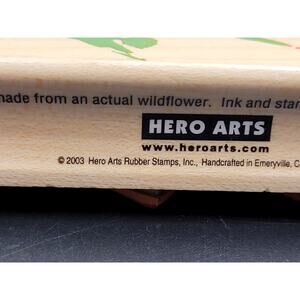 made from an actual wildflower. Ink and
HERO ARTS
www.heroarts.com
© 2003 Hero Arts Rubber Stamps, Inc., Handcrafted in Emeryville,